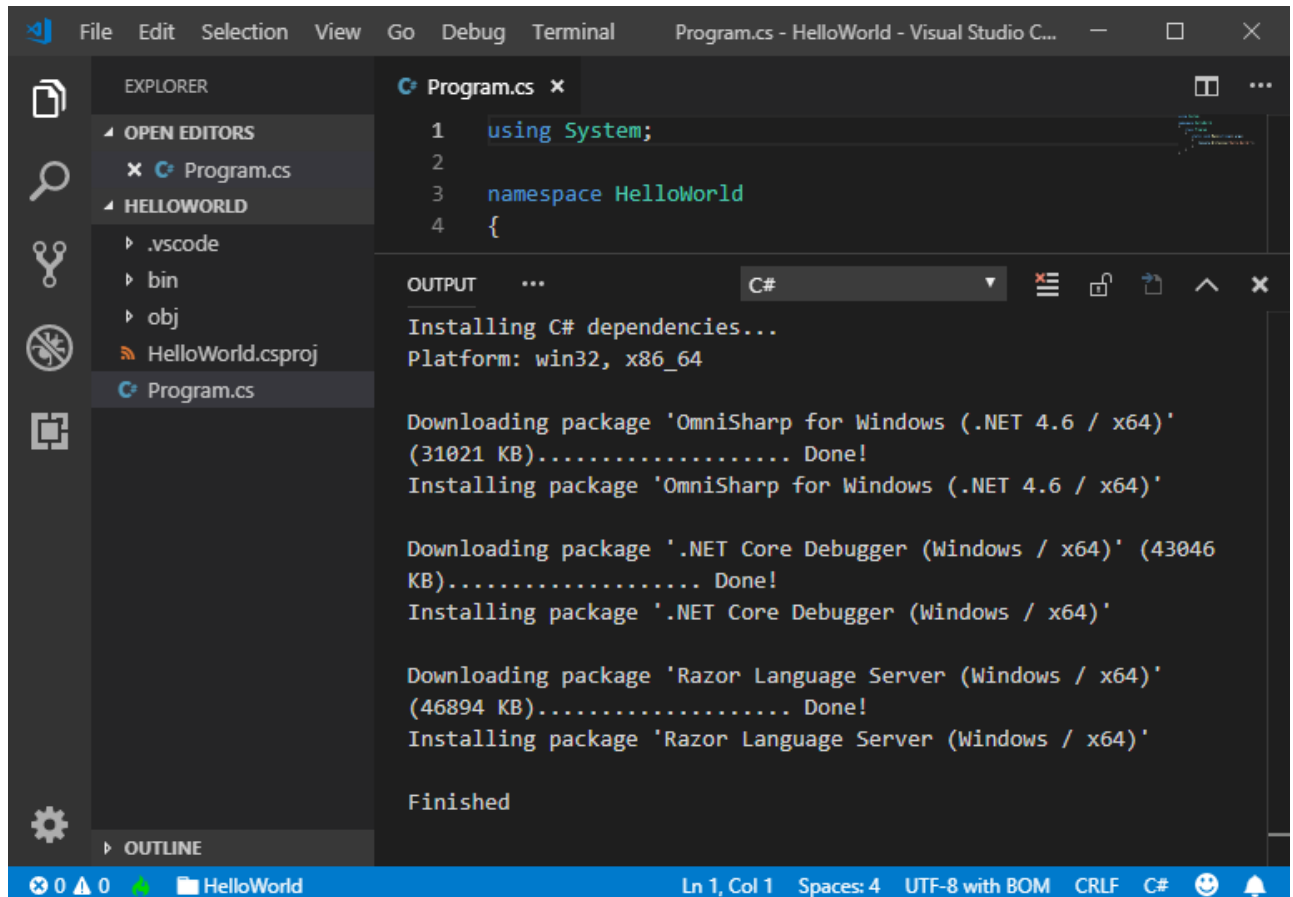 File Edit Selection View Go Debug Terminal Program.cs - HelloWorld - Visual Studio C...
EXPLORER
OPEN EDITORS
Program.cs
HELLOWORLD
.vscode
bin
obj
HelloWorld.csproj
Program.cs
OUTLINE
Program.cs
1 using System;
2
3 namespace HelloWorld
4 {
OUTPUT ... C#
Installing C# dependencies...
Platform: win32, x86_64
Downloading package 'OmniSharp for Windows (.NET 4.6 / x64)'
(31021 KB).................... Done!
Installing package 'OmniSharp for Windows (.NET 4.6 / x64)'
Downloading package '.NET Core Debugger (Windows / x64)' (43046
KB).................... Done!
Installing package '.NET Core Debugger (Windows / x64)'
Downloading package 'Razor Language Server (Windows / x64)'
(46894 KB).................... Done!
Installing package 'Razor Language Server (Windows / x64)'
Finished
0 0 HelloWorld Ln 1, Col 1 Spaces: 4 UTF-8 with BOM CRLF C#